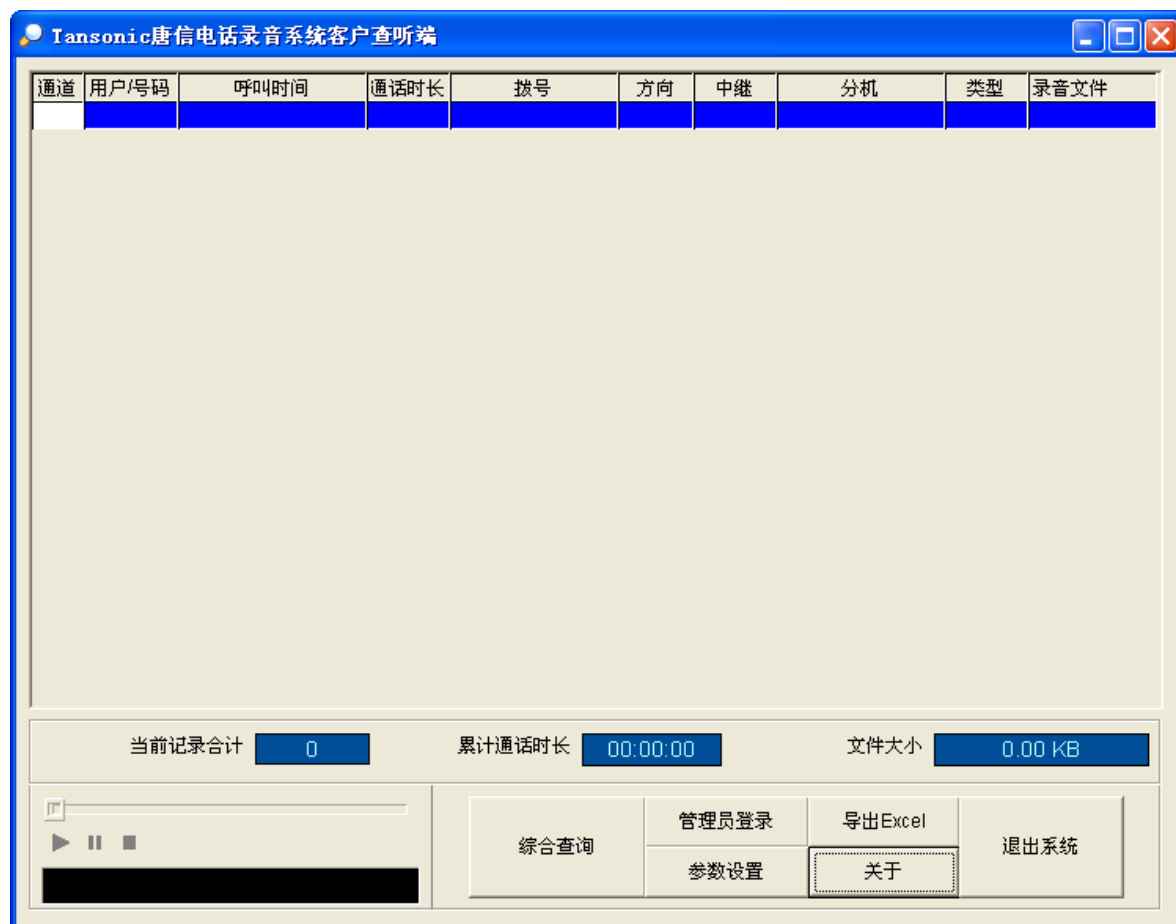 Tansonic唐信电话录音系统客户查听端
通道 用户/号码 呼叫时间 通话时长 拨号 方向 中继 分机 类型 录音文件
当前记录合计 0 累计通话时长 00:00:00 文件大小 0.00 KB
综合查询 管理员登录 导出Excel 退出系统
参数设置 关于